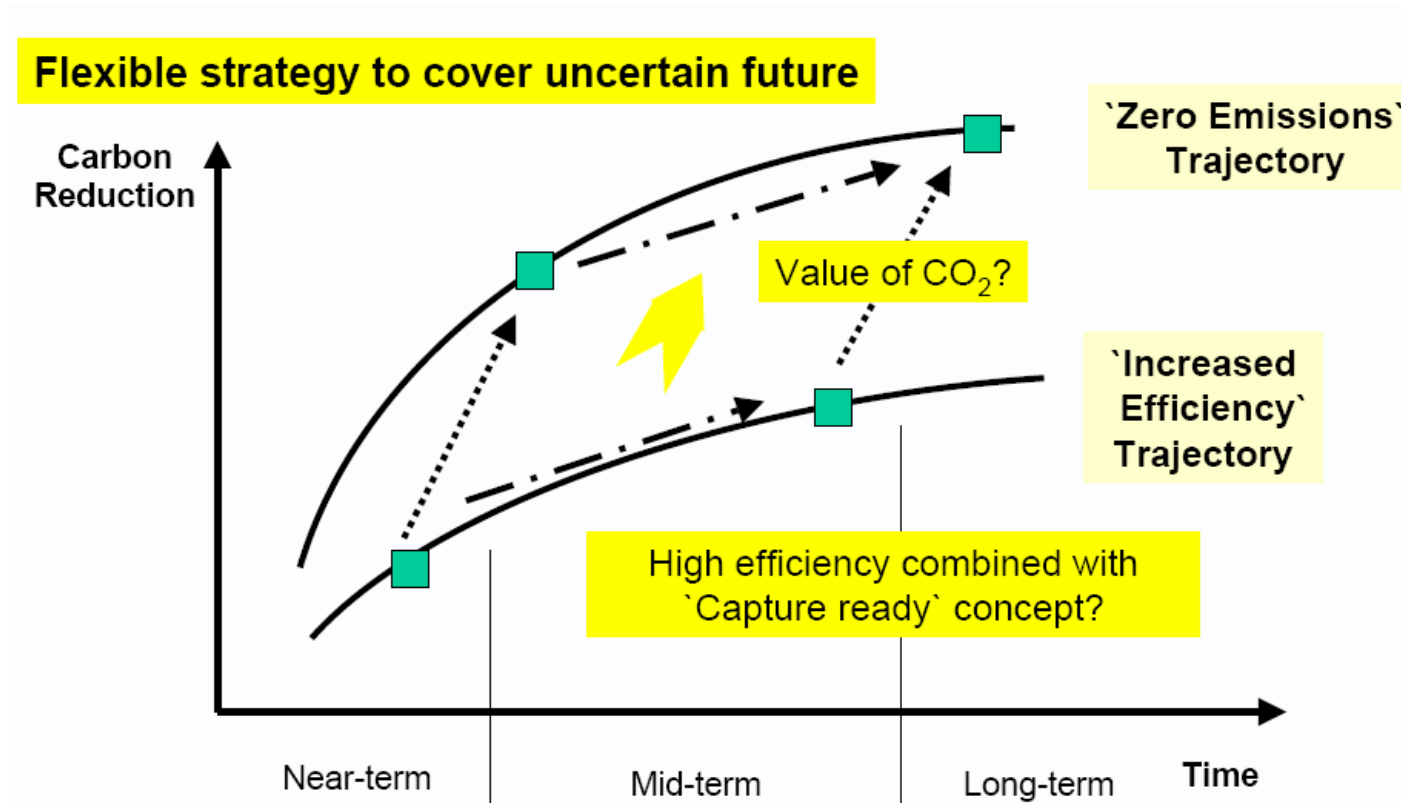 Flexible strategy to cover uncertain future
Carbon
Reduction
`Zero Emissions`
Trajectory
Value of CO₂?
`Increased
Efficiency`
Trajectory
High efficiency combined with
`Capture ready` concept?
Near-term
Mid-term
Long-term
Time